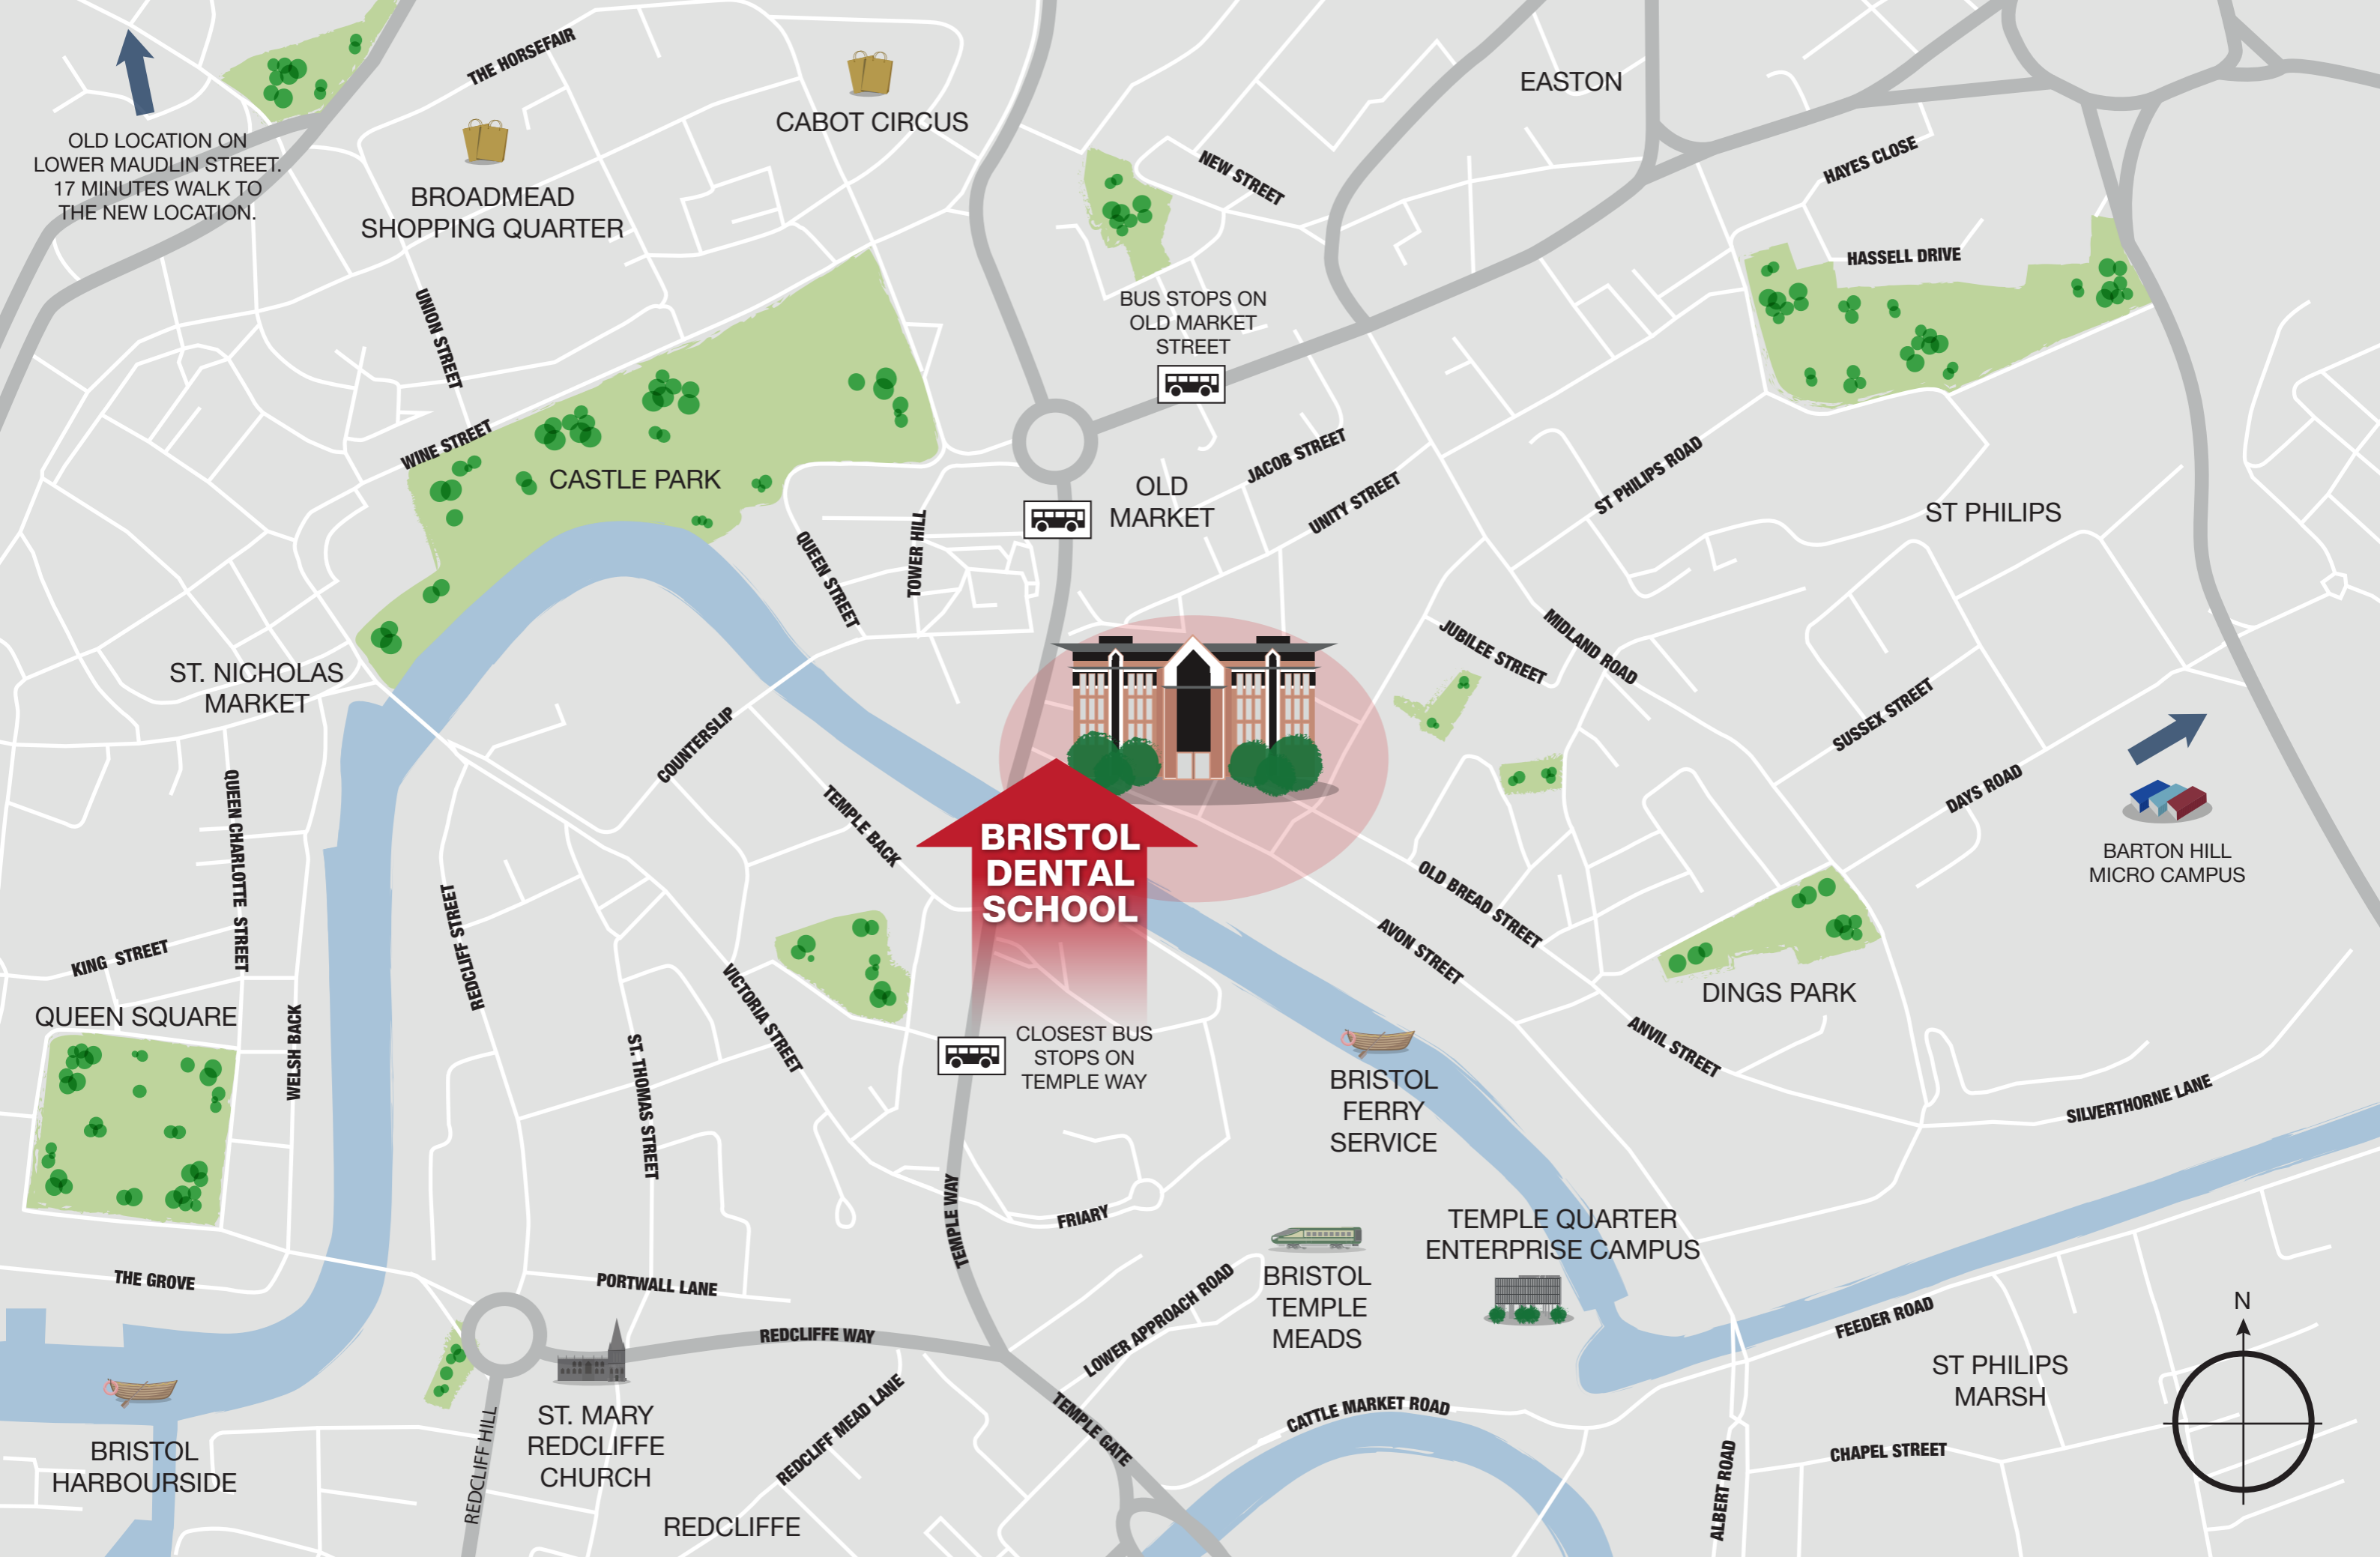 THE HORSEFAIR
CABOT CIRCUS
EASTON
OLD LOCATION ON
LOWER MAUDLIN STREET.
17 MINUTES WALK TO
THE NEW LOCATION.
BROADMEAD
SHOPPING QUARTER
NEW STREET
HAYES CLOSE
HASSELL DRIVE
UNION STREET
BUS STOPS ON
OLD MARKET
STREET
WINE STREET
CASTLE PARK
OLD
MARKET
JACOB STREET
UNITY STREET
ST PHILIPS ROAD
ST PHILIPS
QUEEN STREET
TOWER HILL
ST. NICHOLAS
MARKET
JUBILEE STREET
MIDLAND ROAD
SUSSEX STREET
DAYS ROAD
COUNTERSLIP
TEMPLE BACK
QUEEN CHARLOTTE STREET
BRISTOL
DENTAL
SCHOOL
BARTON HILL
MICRO CAMPUS
OLD BREAD STREET
AVON STREET
KING STREET
REDCLIFF STREET
VICTORIA STREET
DINGS PARK
QUEEN SQUARE
WELSH BACK
ST. THOMAS STREET
CLOSEST BUS
STOPS ON
TEMPLE WAY
ANVIL STREET
BRISTOL
FERRY
SERVICE
SILVERTHORNE LANE
TEMPLE WAY
FRIARY
TEMPLE QUARTER
ENTERPRISE CAMPUS
THE GROVE
PORTWALL LANE
LOWER APPROACH ROAD
BRISTOL
TEMPLE
MEADS
N
REDCLIFFE WAY
FEEDER ROAD
ST PHILIPS
MARSH
BRISTOL
HARBOURSIDE
REDCLIFF HILL
ST. MARY
REDCLIFFE
CHURCH
REDCLIFF MEAD LANE
TEMPLE GATE
CATTLE MARKET ROAD
ALBERT ROAD
CHAPEL STREET
REDCLIFFE